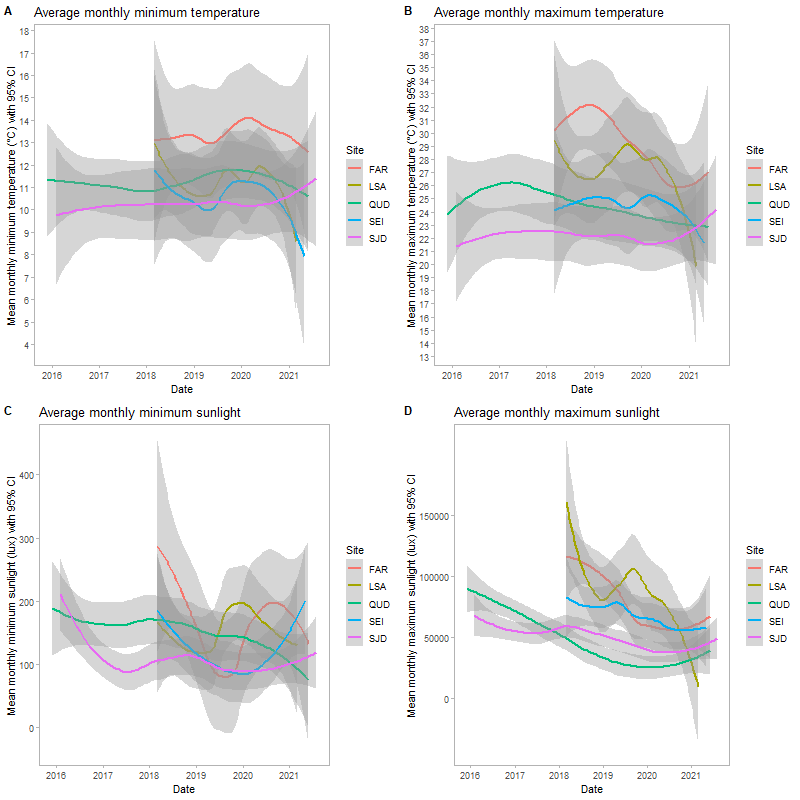 A
Average monthly minimum temperature
Mean monthly minimum temperature (°C) with 95% CI
18
17
16
15
14
13
12
11
10
9
8
7
6
5
4
2016
2017
2018
2019
2020
2021
Date
Site
FAR
LSA
QUD
SEI
SJD
B
Average monthly maximum temperature
Mean monthly maximum temperature (°C) with 95% CI
38
37
36
35
34
33
32
31
30
29
28
27
26
25
24
23
22
21
20
19
18
17
16
15
14
13
2016
2017
2018
2019
2020
2021
Date
Site
FAR
LSA
QUD
SEI
SJD
C
Average monthly minimum sunlight
Mean monthly minimum sunlight (lux) with 95% CI
400
300
200
100
0
2016
2017
2018
2019
2020
2021
Date
Site
FAR
LSA
QUD
SEI
SJD
D
Average monthly maximum sunlight
Mean monthly maximum sunlight (lux) with 95% CI
150000
100000
50000
0
2016
2017
2018
2019
2020
2021
Date
Site
FAR
LSA
QUD
SEI
SJD